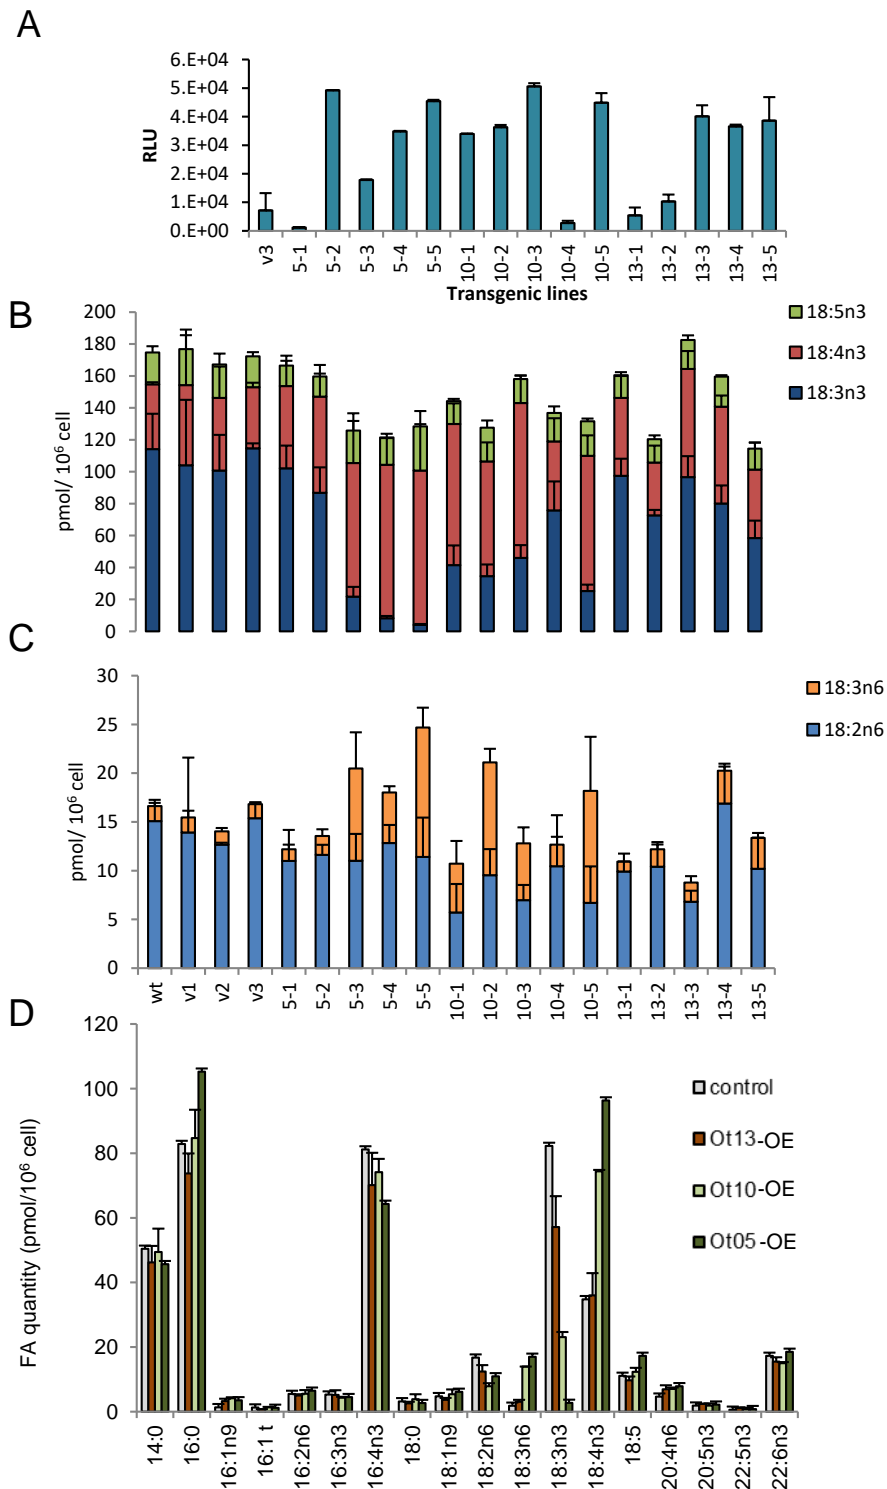 A
6.E+04
5.E+04
4.E+04
3.E+04
2.E+04
1.E+04
0.E+00
RLU
v3 5-1 5-2 5-3 5-4 5-5 10-1 10-2 10-3 10-4 10-5 13-1 13-2 13-3 13-4 13-5
Transgenic lines
B
200
180
160
140
120
100
80
60
40
20
0
pmol/ 10⁶ cell
18:5n3
18:4n3
18:3n3
C
30
25
20
15
10
5
0
pmol/ 10⁶ cell
18:3n6
18:2n6
wt v1 v2 v3 5-1 5-2 5-3 5-4 5-5 10-1 10-2 10-3 10-4 10-5 13-1 13-2 13-3 13-4 13-5
D
120
100
80
60
40
20
0
FA quantity (pmol/10⁶ cell)
control
Ot13-OE
Ot10-OE
Ot05-OE
14:0 16:0 16:1n9 16:1 t 16:2n6 16:3n3 16:4n3 18:0 18:1n9 18:2n6 18:3n6 18:3n3 18:4n3 18:5 20:4n6 20:5n3 22:5n3 22:6n3